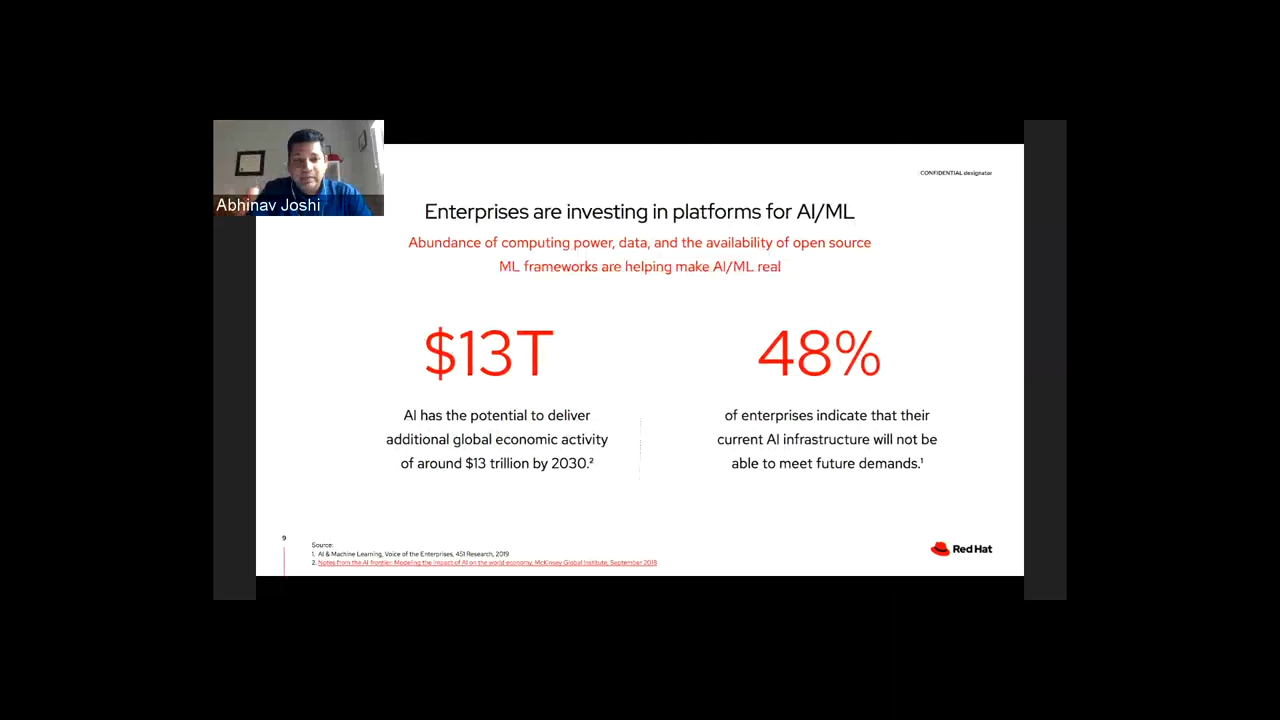 Abhinav Joshi
CONFIDENTIAL designator
Enterprises are investing in platforms for AI/ML
Abundance of computing power, data, and the availability of open source
ML frameworks are helping make AI/ML real
$13T
AI has the potential to deliver
additional global economic activity
of around $13 trillion by 2030.²
48%
of enterprises indicate that their
current AI infrastructure will not be
able to meet future demands.¹
9
Source:
1. AI & Machine Learning, Voice of the Enterprises, 451 Research, 2019
2. Notes from the AI frontier: Modeling the impact of AI on the world economy, McKinsey Global Institute, September 2018
Red Hat